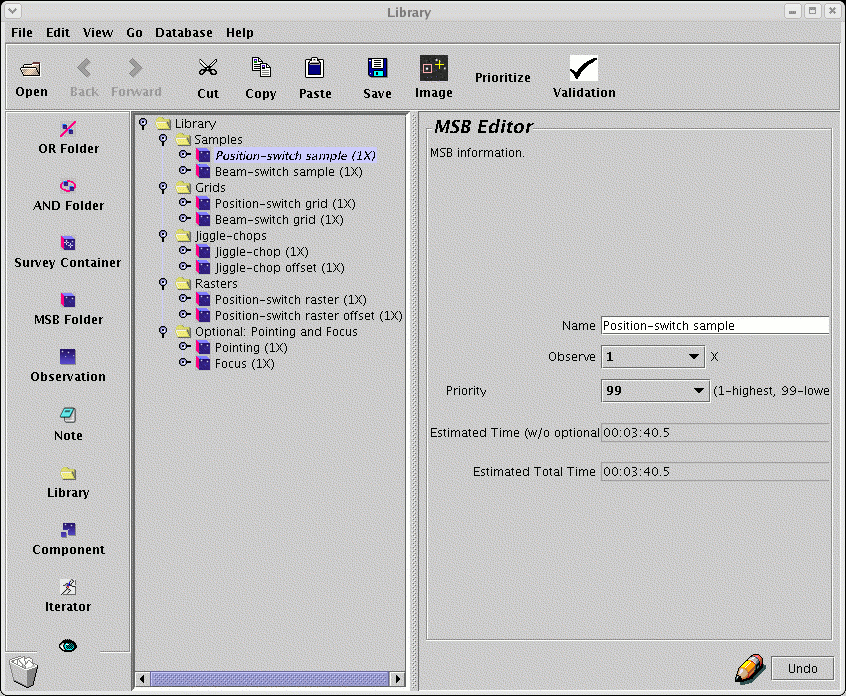 Library
File Edit View Go Database Help
Open Back Forward Cut Copy Paste Save Image Prioritize Validation
OR Folder
AND Folder
Survey Container
MSB Folder
Observation
Note
Library
Component
Iterator
Library
Samples
Position-switch sample (1X)
Beam-switch sample (1X)
Grids
Position-switch grid (1X)
Beam-switch grid (1X)
Jiggle-chops
Jiggle-chop (1X)
Jiggle-chop offset (1X)
Rasters
Position-switch raster (1X)
Position-switch raster offset (1X)
Optional: Pointing and Focus
Pointing (1X)
Focus (1X)
MSB Editor
MSB information.
Name Position-switch sample
Observe 1 X
Priority 99 (1-highest, 99-lowe
Estimated Time (w/o optional 00:03:40.5
Estimated Total Time 00:03:40.5
Undo